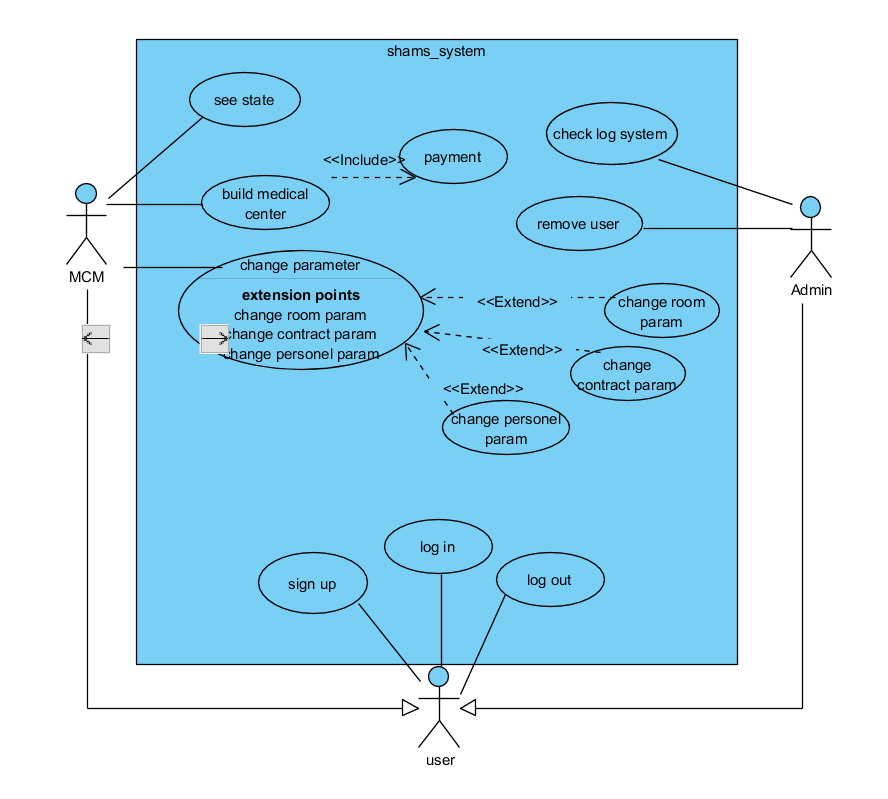 shams_system
see state
check log system
<<Include>>
payment
build medical
center
remove user
MCM
Admin
change parameter
extension points
change room param
change contract param
change personel param
<<Extend>>
change room
param
<<Extend>>
change
contract param
<<Extend>>
change personel
param
log in
sign up
log out
user